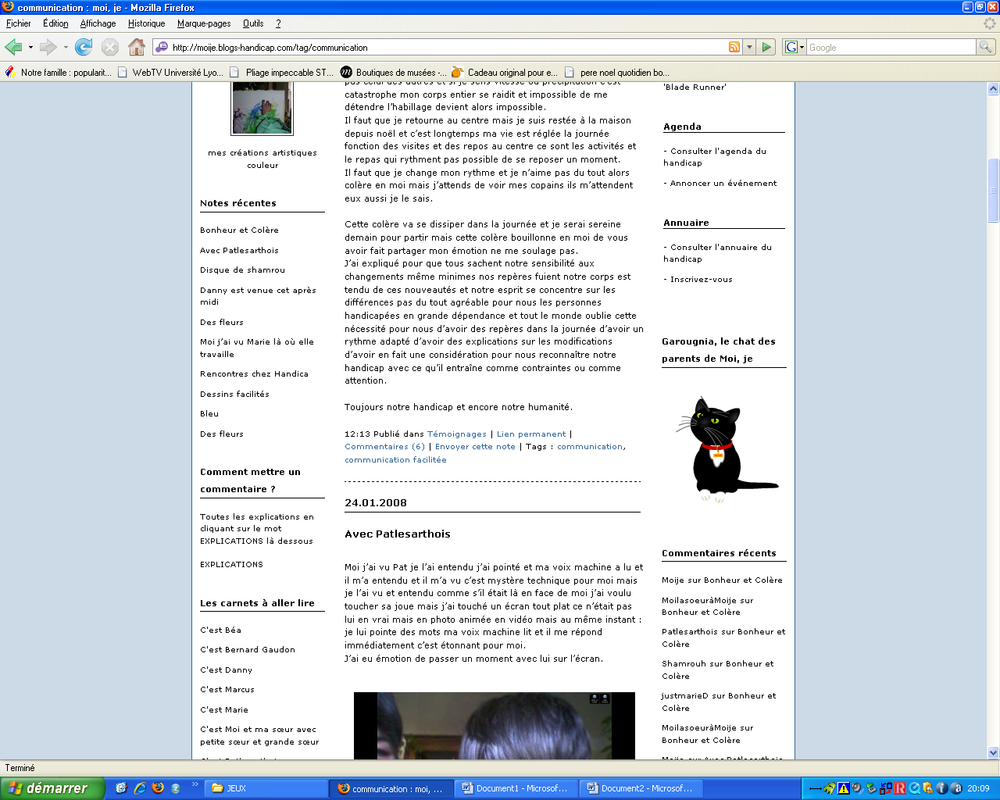 communication : moi, je - Mozilla Firefox
Fichier Édition Affichage Historique Marque-pages Outils ?
http://moije.blogs-handicap.com/tag/communication
G Google
Notre famille : popularit... WebTV Université Lyo... Pliage impeccable ST... Boutiques de musées -... Cadeau original pour e... pere noel quotidien bo...
mes créations artistiques
couleur
Notes récentes
Bonheur et Colère
Avec Patlesarthois
Disque de shamrou
Danny est venue cet après
midi
Des fleurs
Moi j'ai vu Marie là où elle
travaille
Rencontres chez Handica
Dessins facilités
Bleu
Des fleurs
Comment mettre un
commentaire ?
Toutes les explications en
cliquant sur le mot
EXPLICATIONS là dessous
EXPLICATIONS
Les carnets à aller lire
C'est Béa
C'est Bernard Gaudon
C'est Danny
C'est Marcus
C'est Marie
C'est Moi et ma sœur avec
petite sœur et grande sœur
pas celui des autres et si je sens vitesse ou précipitation c'est
catastrophe mon corps entier se raidit et impossible de me
détendre l'habillage devient alors impossible.
Il faut que je retourne au centre mais je suis restée à la maison
depuis noël et c'est longtemps ma vie est réglée la journée
fonction des visites et des repos au centre ce sont les activités et
le repas qui rythment pas possible de se reposer un moment.
Il faut que je change mon rythme et je n'aime pas du tout alors
colère en moi mais j'attends de voir mes copains ils m'attendent
eux aussi je le sais.
Cette colère va se dissiper dans la journée et je serai sereine
demain pour partir mais cette colère bouillonne en moi de vous
avoir fait partager mon émotion ne me soulage pas.
J'ai expliqué pour que tous sachent notre sensibilité aux
changements même minimes nos repères fuient notre corps est
tendu de ces nouveautés et notre esprit se concentre sur les
différences pas du tout agréable pour nous les personnes
handicapées en grande dépendance et tout le monde oublie cette
nécessité pour nous d'avoir des repères dans la journée d'avoir un
rythme adapté d'avoir des explications sur les modifications
d'avoir en fait une considération pour nous reconnaître notre
handicap avec ce qu'il entraîne comme contraintes ou comme
attention.
Toujours notre handicap et encore notre humanité.
12:13 Publié dans Témoignages | Lien permanent |
Commentaires (6) | Envoyer cette note | Tags : communication,
communication facilitée
24.01.2008
Avec Patlesarthois
Moi j'ai vu Pat je l'ai entendu j'ai pointé et ma voix machine a lu et
il m'a entendu et il m'a vu c'est mystère technique pour moi mais
je l'ai vu et entendu comme s'il était là en face de moi j'ai voulu
toucher sa joue mais j'ai touché un écran tout plat ce n'était pas
lui en vrai mais en photo animée en vidéo mais au même instant :
je lui pointe des mots ma voix machine lit et il me répond
immédiatement c'est étonnant pour moi.
J'ai eu émotion de passer un moment avec lui sur l'écran.
'Blade Runner'
Agenda
- Consulter l'agenda du
handicap
- Annoncer un événement
Annuaire
- Consulter l'annuaire du
handicap
- Inscrivez-vous
Garougnia, le chat des
parents de Moi, je
Commentaires récents
Moije sur Bonheur et Colère
MoilasoeuràMoije sur
Bonheur et Colère
Patlesarthois sur Bonheur et
Colère
Shamrouh sur Bonheur et
Colère
justmarieD sur Bonheur et
Colère
MoilasoeuràMoije sur
Bonheur et Colère
Moije sur Avec Patlesarthois
Terminé
démarrer JEUX communication : moi, ... Document1 - Microsof... Document2 - Microsof... 20:09